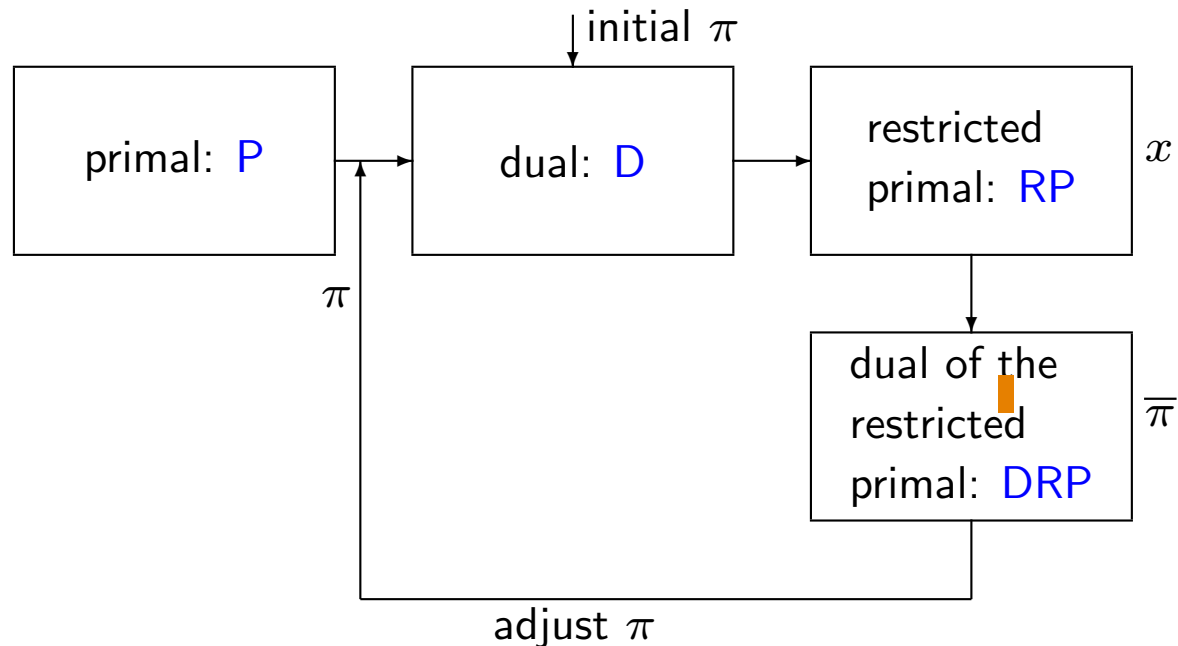 initial π
primal: P
dual: D
restricted
primal: RP
x
π
dual of the
restricted
primal: DRP
π̅
adjust π